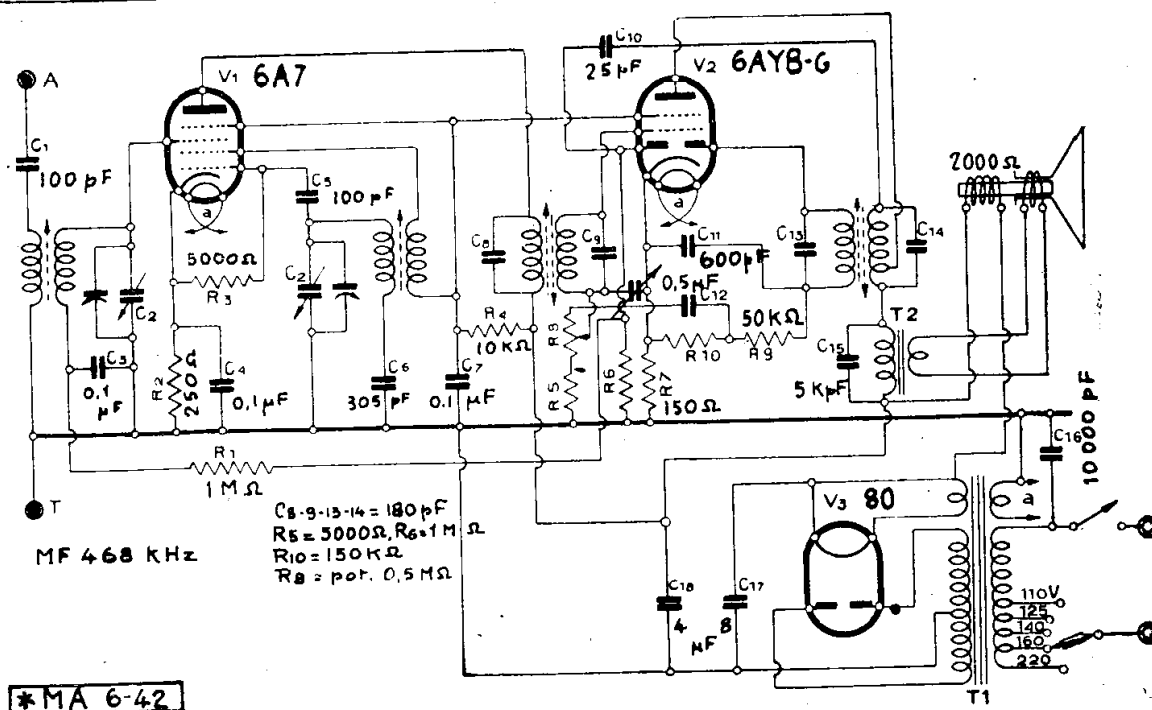 A
C1
100 pF
V1 6A7
C5
100 pF
a
5000Ω
R3
C2
C3
0,1 µF
R2
250Ω
C4
0,1µF
C2
C6
305 pF
R1
1 MΩ
T
C10
25 µF
V2 6AY8-G
a
C8
C9
R4
10KΩ
C7
0.1 µF
C11
600pF
0,5µF
C12
R8
R5
R6
R7
150Ω
R10
50KΩ
R9
C13
C14
2000Ω
T2
C15
5KpF
C16
10 000 PF
V3 80
a
C18
4
C17
8
µF
110V
125
140
160
220
T1
MF 468 KHz
C8-9-13-14 = 180 pF
R5 = 5000Ω, R6=1 MΩ
R10 = 150 KΩ
R8 = pot. 0,5 MΩ
*MA 6-42